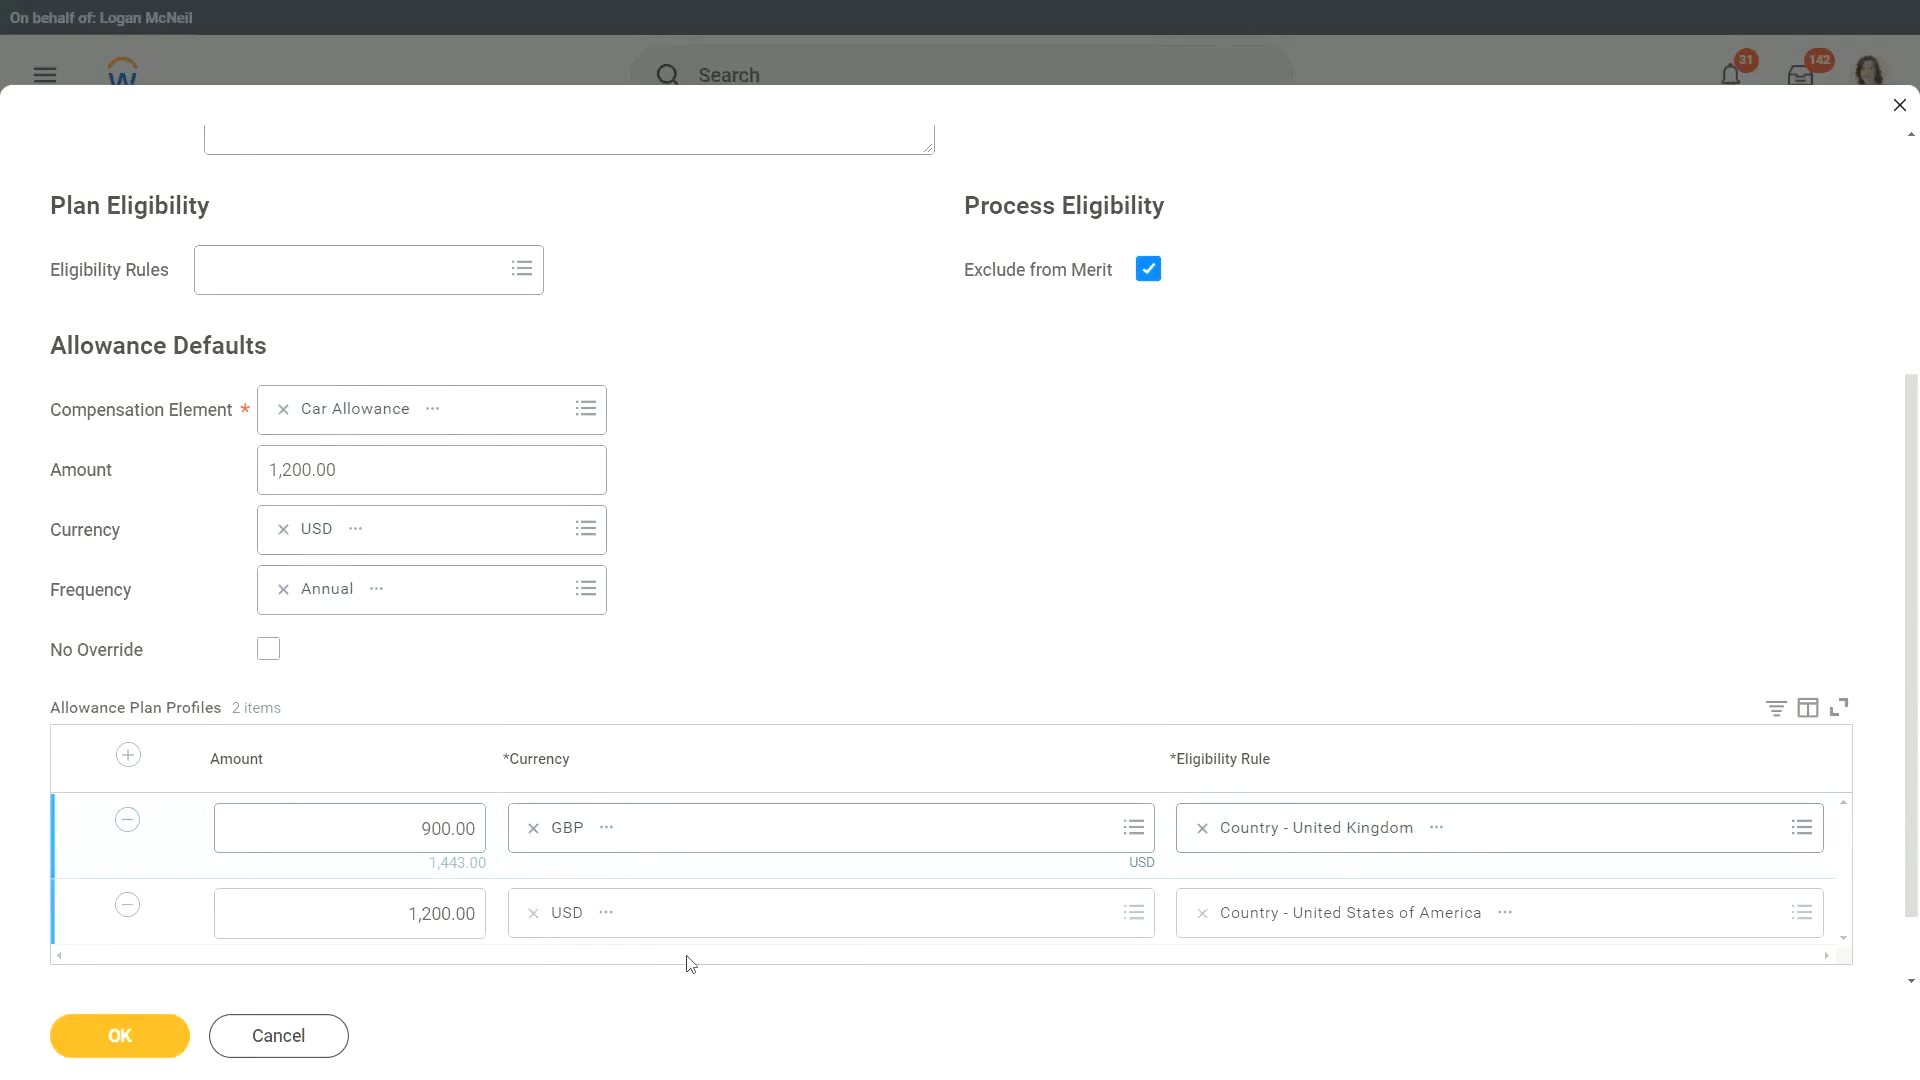 On behalf of: Logan McNeil
W
Search
31
142
Plan Eligibility
Process Eligibility
Eligibility Rules
Exclude from Merit
Allowance Defaults
Compensation Element *
Car Allowance
Amount
1,200.00
Currency
USD
Frequency
Annual
No Override
Allowance Plan Profiles 2 items
Amount
*Currency
*Eligibility Rule
900.00
GBP
Country - United Kingdom
1,443.00
USD
1,200.00
USD
Country - United States of America
OK
Cancel